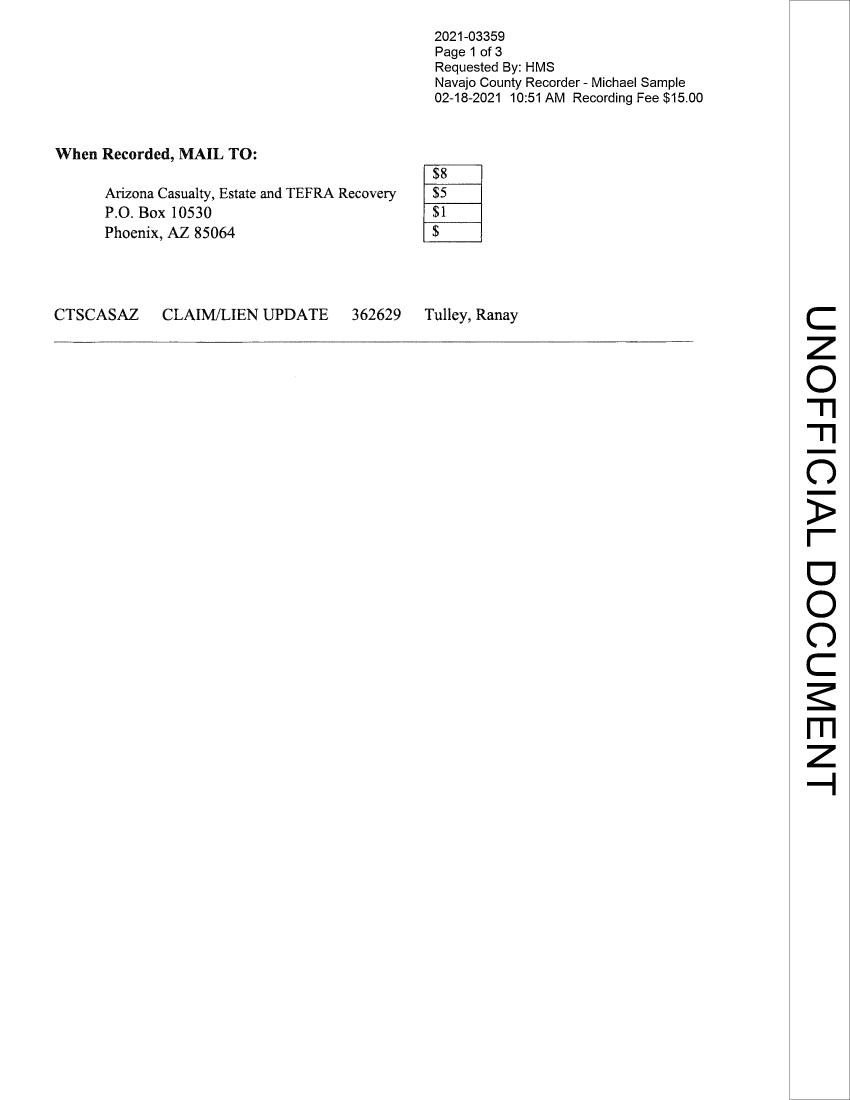 2021-03359
Page 1 of 3
Requested By: HMS
Navajo County Recorder - Michael Sample
02-18-2021 10:51 AM Recording Fee $15.00
When Recorded, MAIL TO:
Arizona Casualty, Estate and TEFRA Recovery
P.O. Box 10530
Phoenix, AZ 85064
$8
$5
$1
$
CTSCASAZ CLAIM/LIEN UPDATE 362629 Tulley, Ranay
UNOFFICIAL DOCUMENT